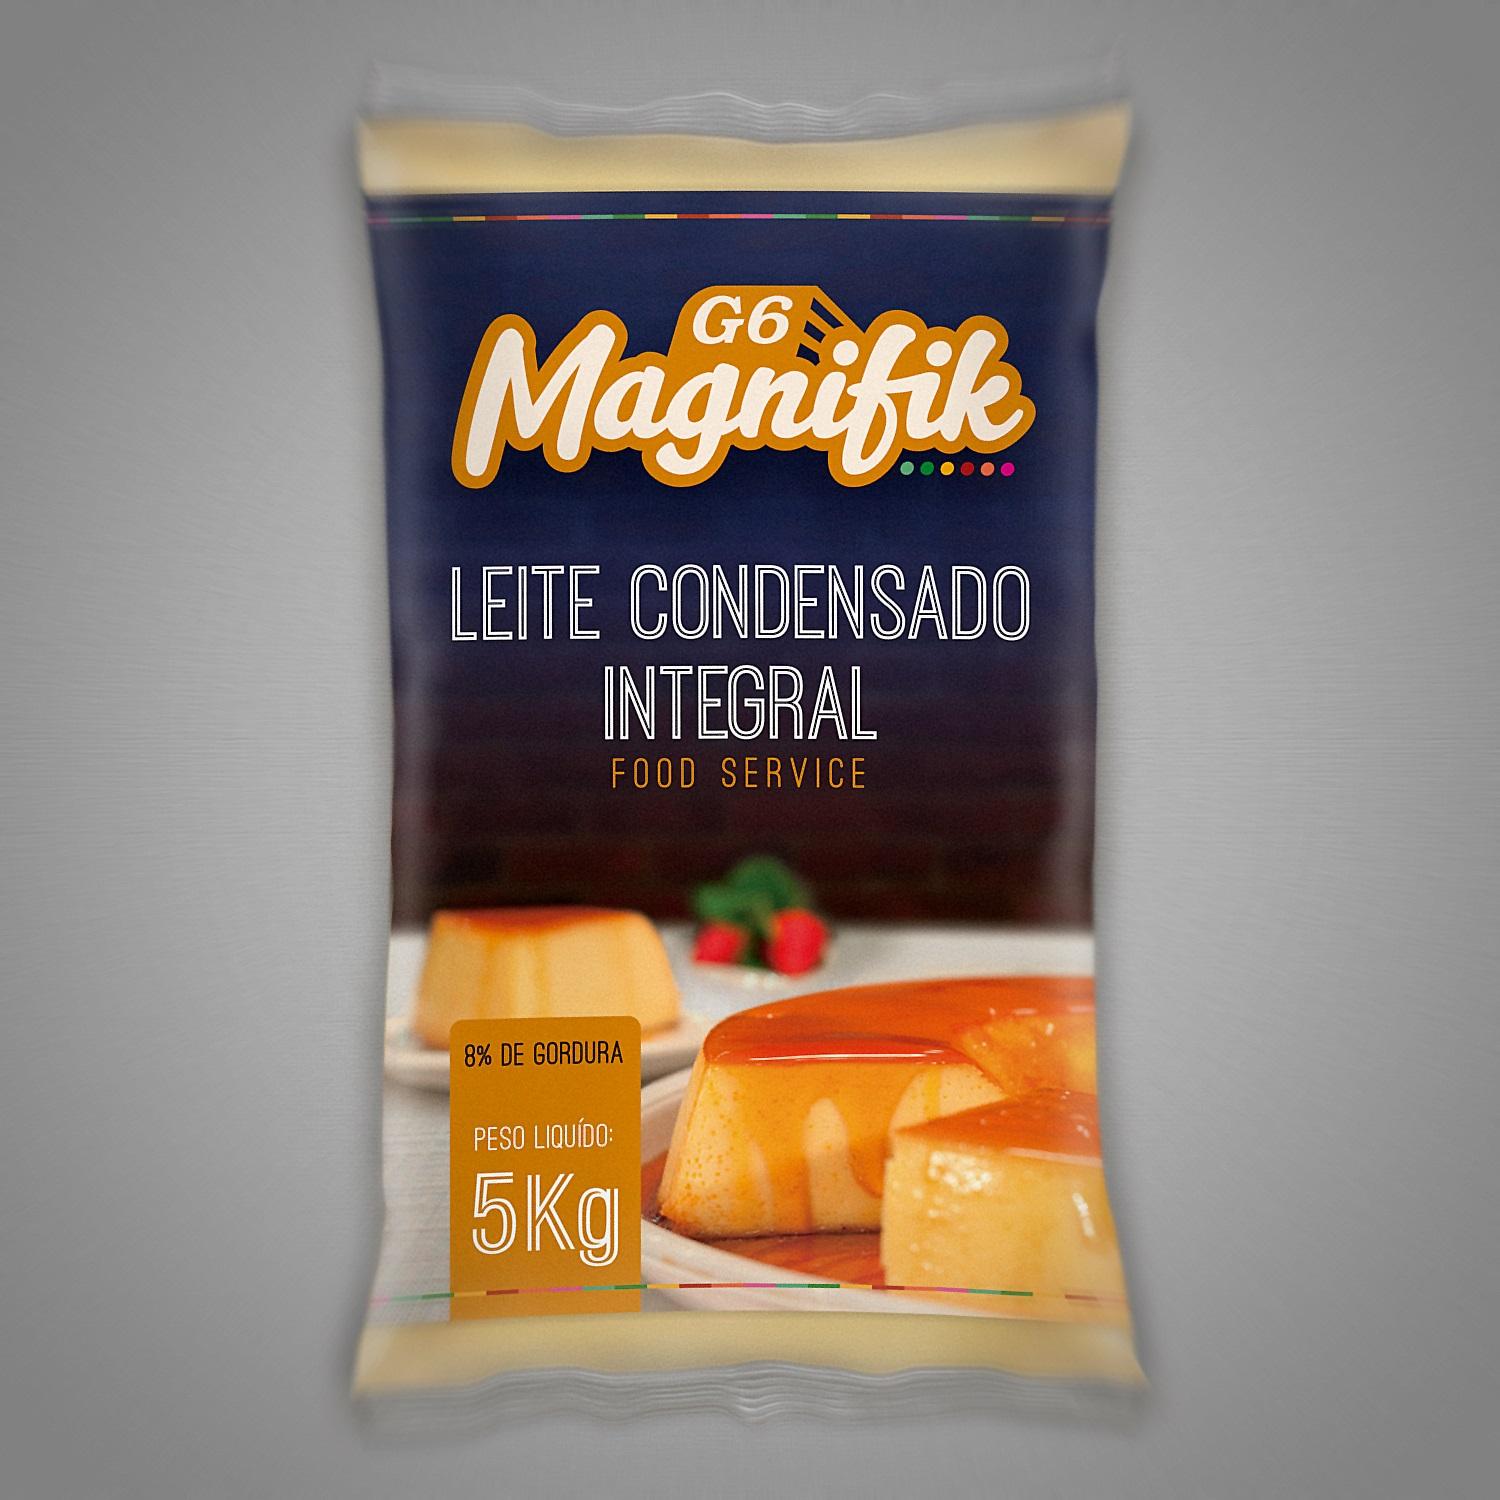 G6
Magnifik
LEITE CONDENSADO
INTEGRAL
FOOD SERVICE
8% DE GORDURA
PESO LIQUÍDO:
5Kg